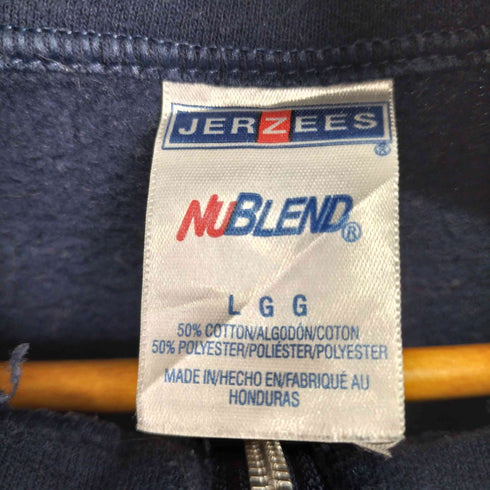 JERZEES
®
NUBLEND®
L G G
50% COTTON/ALGODÓN/COTON
50% POLYESTER/POLIÉSTER/POLYESTER
MADE IN/HECHO EN/FABRIQUÉ AU
HONDURAS